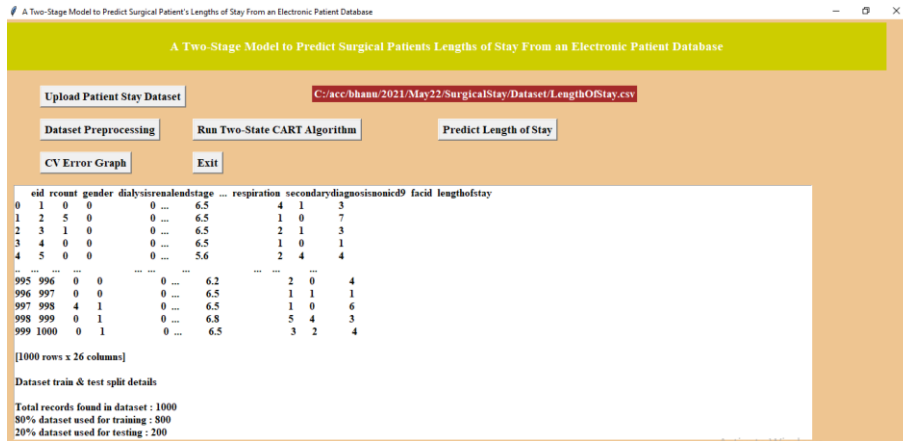 A Two-Stage Model to Predict Surgical Patient's Lengths of Stay From an Electronic Patient Database
A Two-Stage Model to Predict Surgical Patients Lengths of Stay From an Electronic Patient Database
Upload Patient Stay Dataset C:/acc/bhanu/2021/May22/SurgicalStay/Dataset/LengthOfStay.csv
Dataset Preprocessing Run Two-State CART Algorithm Predict Length of Stay
CV Error Graph Exit
eid rcount gender dialysisrenalendstage ... respiration secondarydiagnosisnonicd9 facid lengthofstay
0 1 0 0 0 ... 6.5 4 1 3
1 2 5 0 0 ... 6.5 1 0 7
2 3 1 0 0 ... 6.5 2 1 3
3 4 0 0 0 ... 6.5 1 0 1
4 5 0 0 0 ... 5.6 2 4 4
.. ... ... ... ... ... ... ... ... ...
995 996 0 0 0 ... 6.2 2 0 4
996 997 0 0 0 ... 6.5 1 1 1
997 998 4 1 0 ... 6.5 1 0 6
998 999 0 1 0 ... 6.8 5 4 3
999 1000 0 1 0 ... 6.5 3 2 4
[1000 rows x 26 columns]
Dataset train & test split details
Total records found in dataset : 1000
80% dataset used for training : 800
20% dataset used for testing : 200